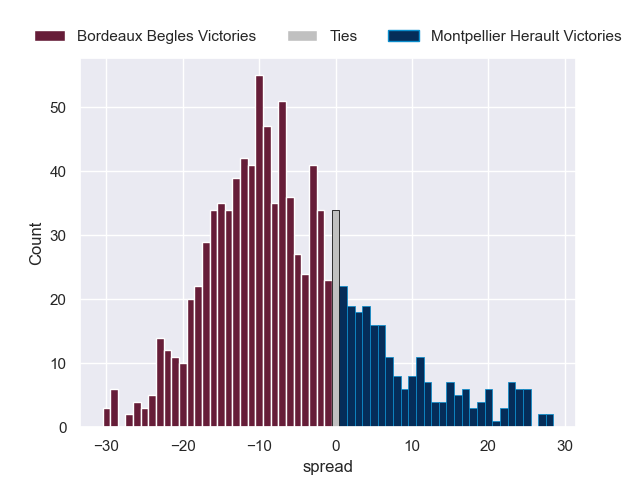 Bordeaux Begles Victories Ties Montpellier Herault Victories
50
40
30
20
10
0
Count
−30 −20 −10 0 10 20 30
spread